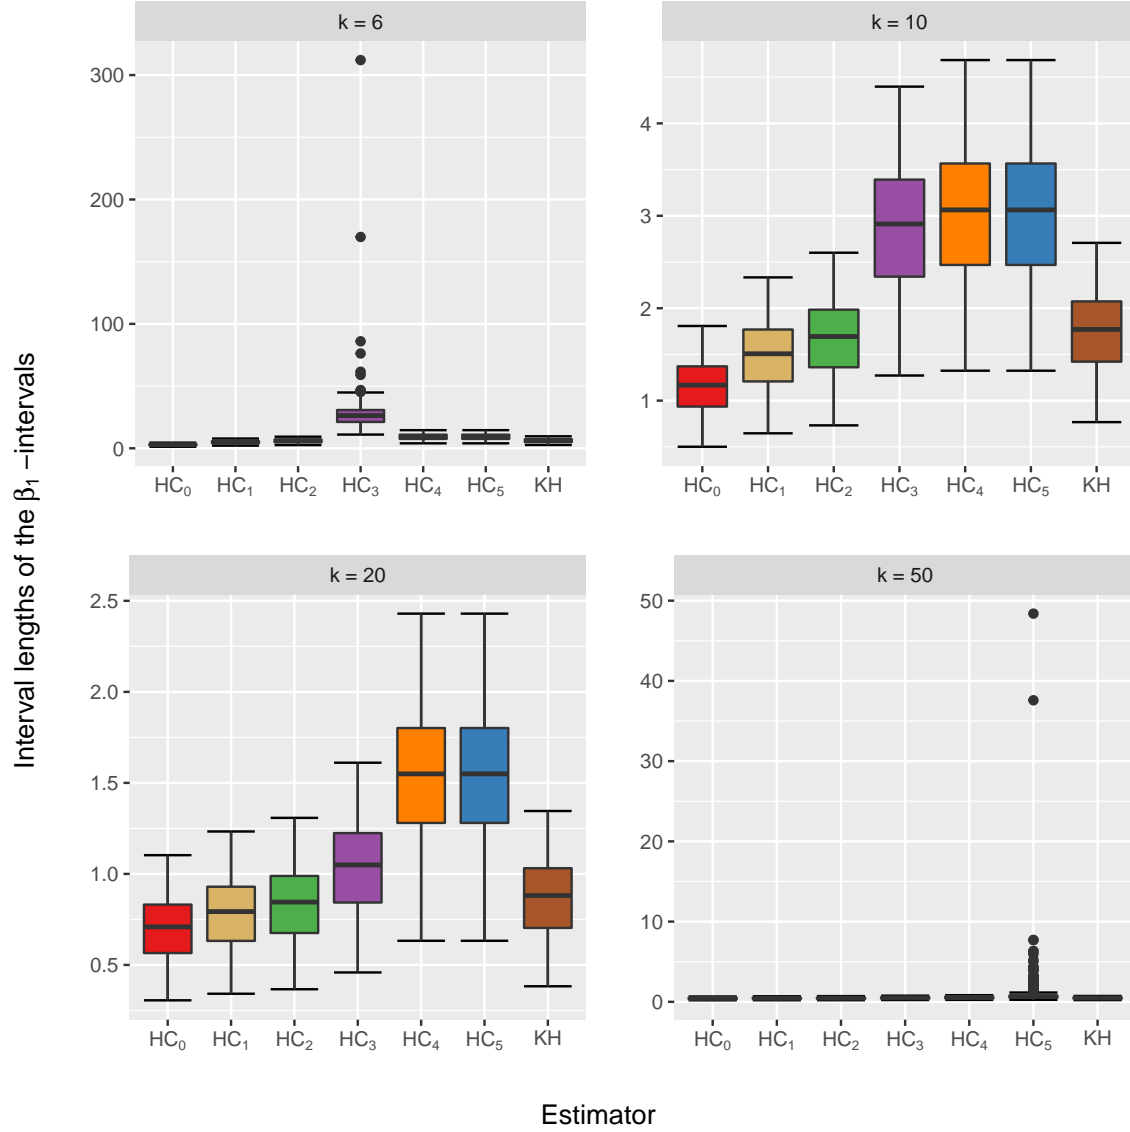 k = 6
300
200
100
0
HC₀ HC₁ HC₂ HC₃ HC₄ HC₅ KH
k = 10
4
3
2
1
HC₀ HC₁ HC₂ HC₃ HC₄ HC₅ KH
Interval lengths of the β₁ −intervals
k = 20
2.5
2.0
1.5
1.0
0.5
HC₀ HC₁ HC₂ HC₃ HC₄ HC₅ KH
k = 50
50
40
30
20
10
0
HC₀ HC₁ HC₂ HC₃ HC₄ HC₅ KH
Estimator